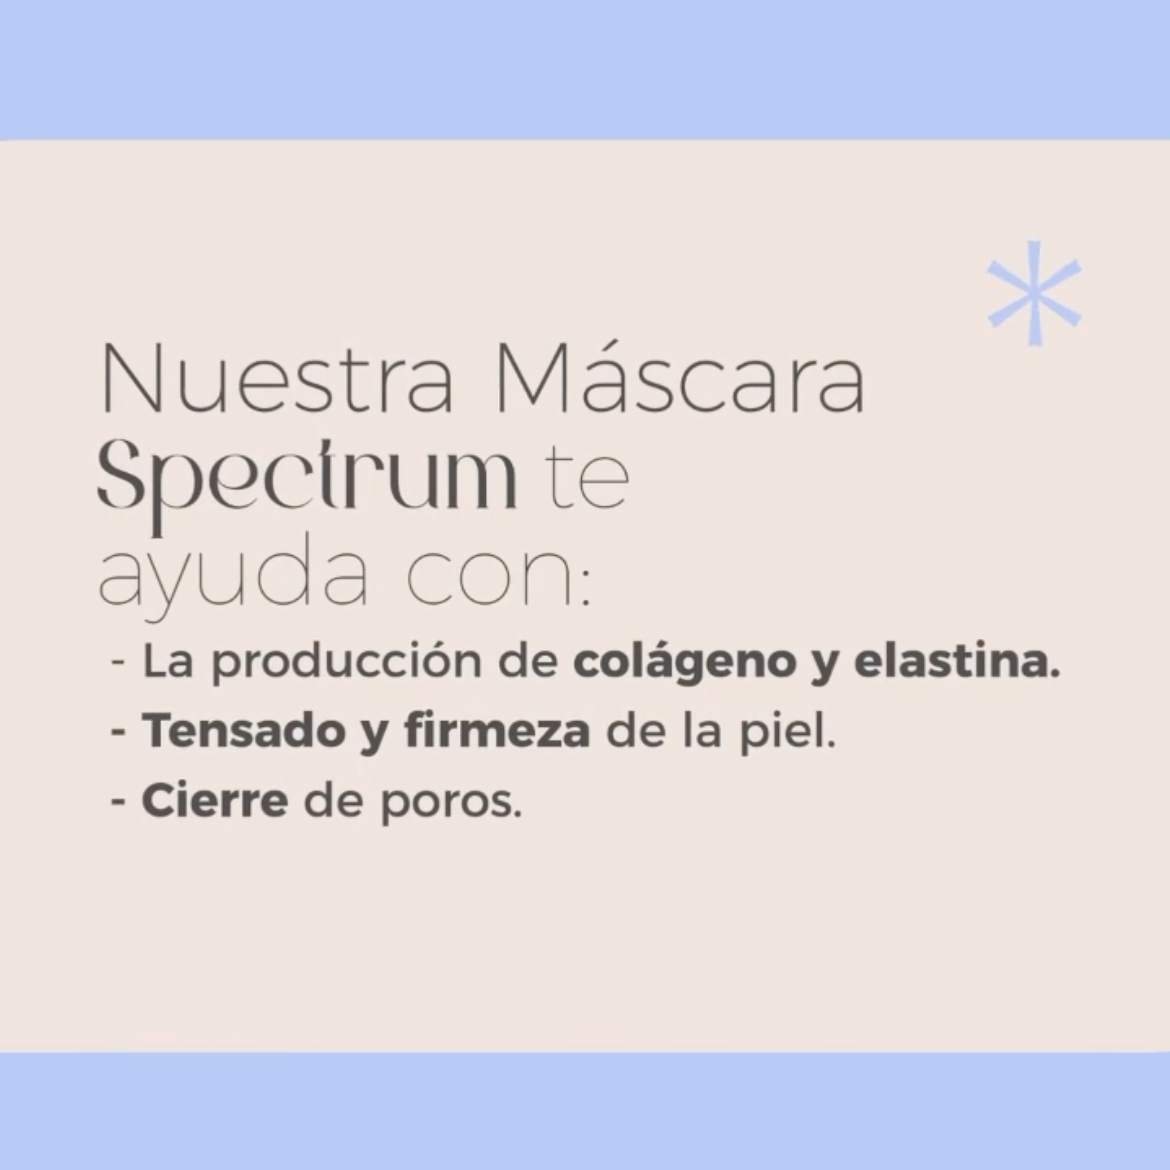 Nuestra Máscara
Spectrum te
ayuda con:
- La producción de colágeno y elastina.
- Tensado y firmeza de la piel.
- Cierre de poros.